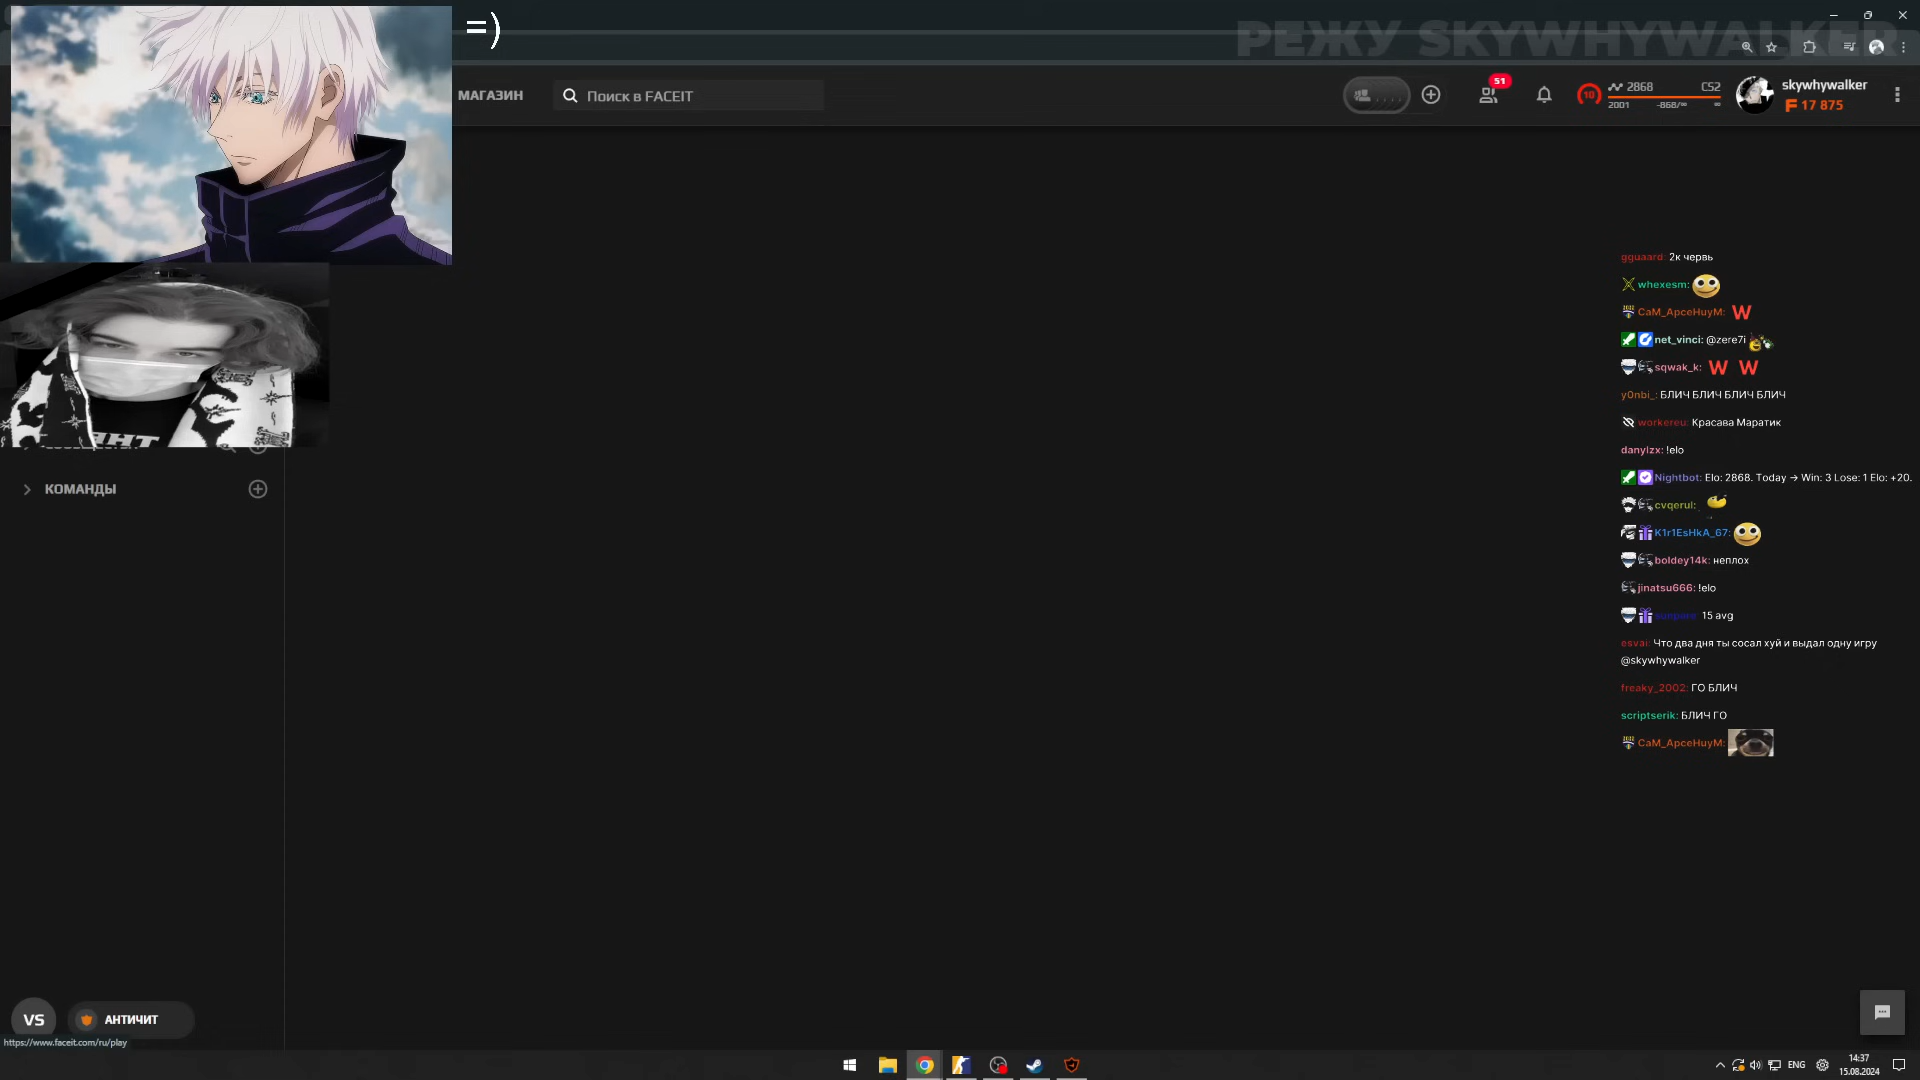 =)
РЕЖУ SKYWHYWALKER
МАГАЗИН
Поиск в FACEIT
51
10
2868
CS2
2001
-868/∞
∞
skywhywalker
17 875
gguaard: 2к червь
whexesm:
CaM_ApceHuyM: W
net_vinci: @zere7i
sqwak_k: W W
y0nbi_: БЛИЧ БЛИЧ БЛИЧ БЛИЧ
workereu: Красава Маратик
danylzx: !elo
Nightbot: Elo: 2868. Today → Win: 3 Lose: 1 Elo: +20.
cvqerul:
K1r1EsHkA_67:
boldey14k: неплох
jinatsu666: !elo
15 avg
esvai: Что два дня ты сосал хуй и выдал одну игру
@skywhywalker
freaky_2002: ГО БЛИЧ
scriptserik: БЛИЧ ГО
CaM_ApceHuyM:
КОМАНДЫ
VS
АНТИЧИТ
https://www.faceit.com/ru/play
ENG
14:37
15.08.2024